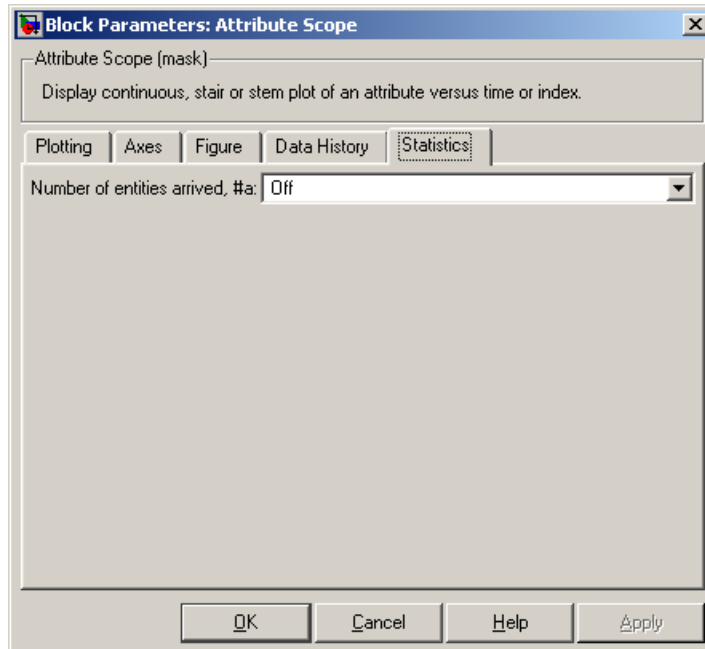 Block Parameters: Attribute Scope
Attribute Scope (mask)
Display continuous, stair or stem plot of an attribute versus time or index.
Plotting Axes Figure Data History Statistics
Number of entities arrived, #a: Off
OK Cancel Help Apply